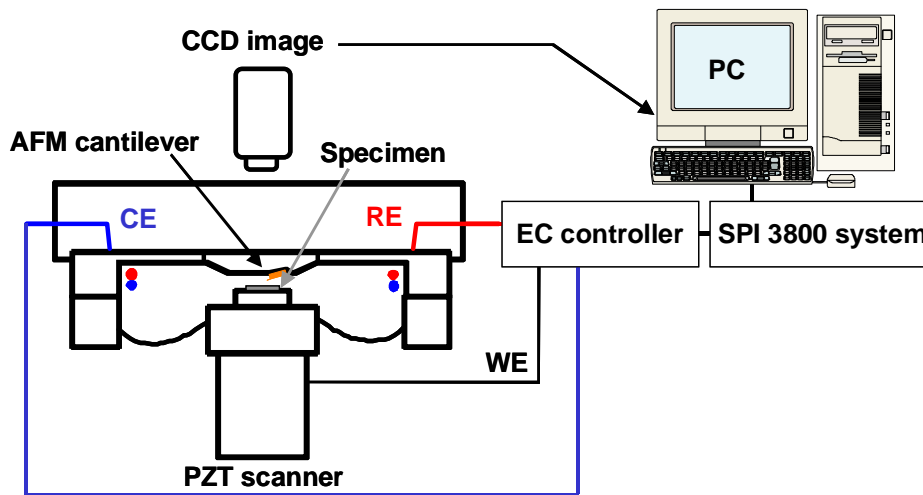 CCD image
PC
AFM cantilever
Specimen
CE
RE
EC controller
SPI 3800 system
WE
PZT scanner